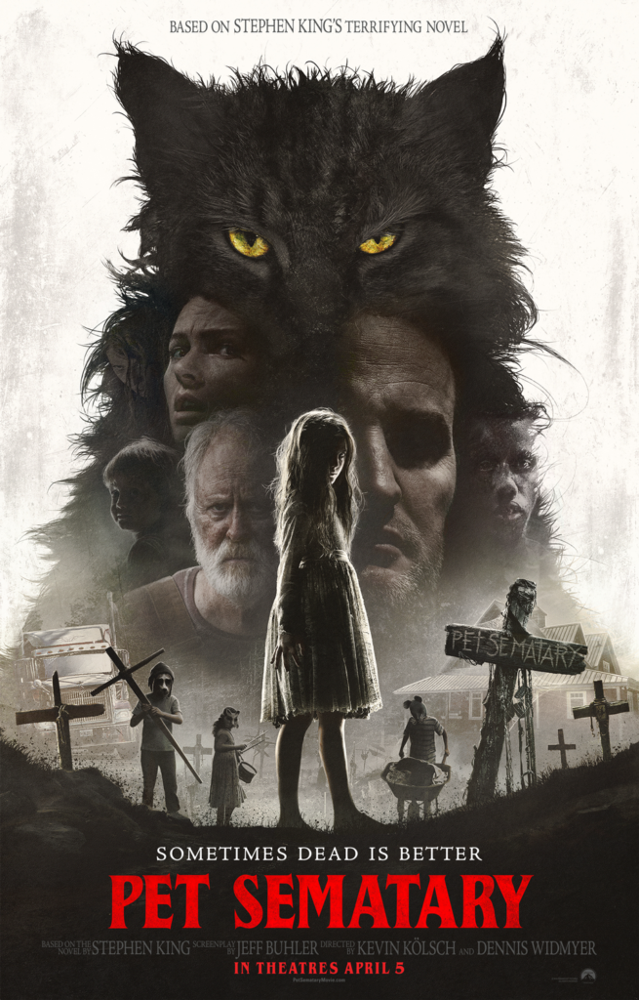 BASED ON STEPHEN KING'S TERRIFYING NOVEL
PET SEMATARY
SOMETIMES DEAD IS BETTER
PET SEMATARY
BASED ON THE NOVEL BY STEPHEN KING SCREENPLAY BY JEFF BUHLER DIRECTED BY KEVIN KÖLSCH AND DENNIS WIDMYER
IN THEATRES APRIL 5
PetSemataryMovie.com